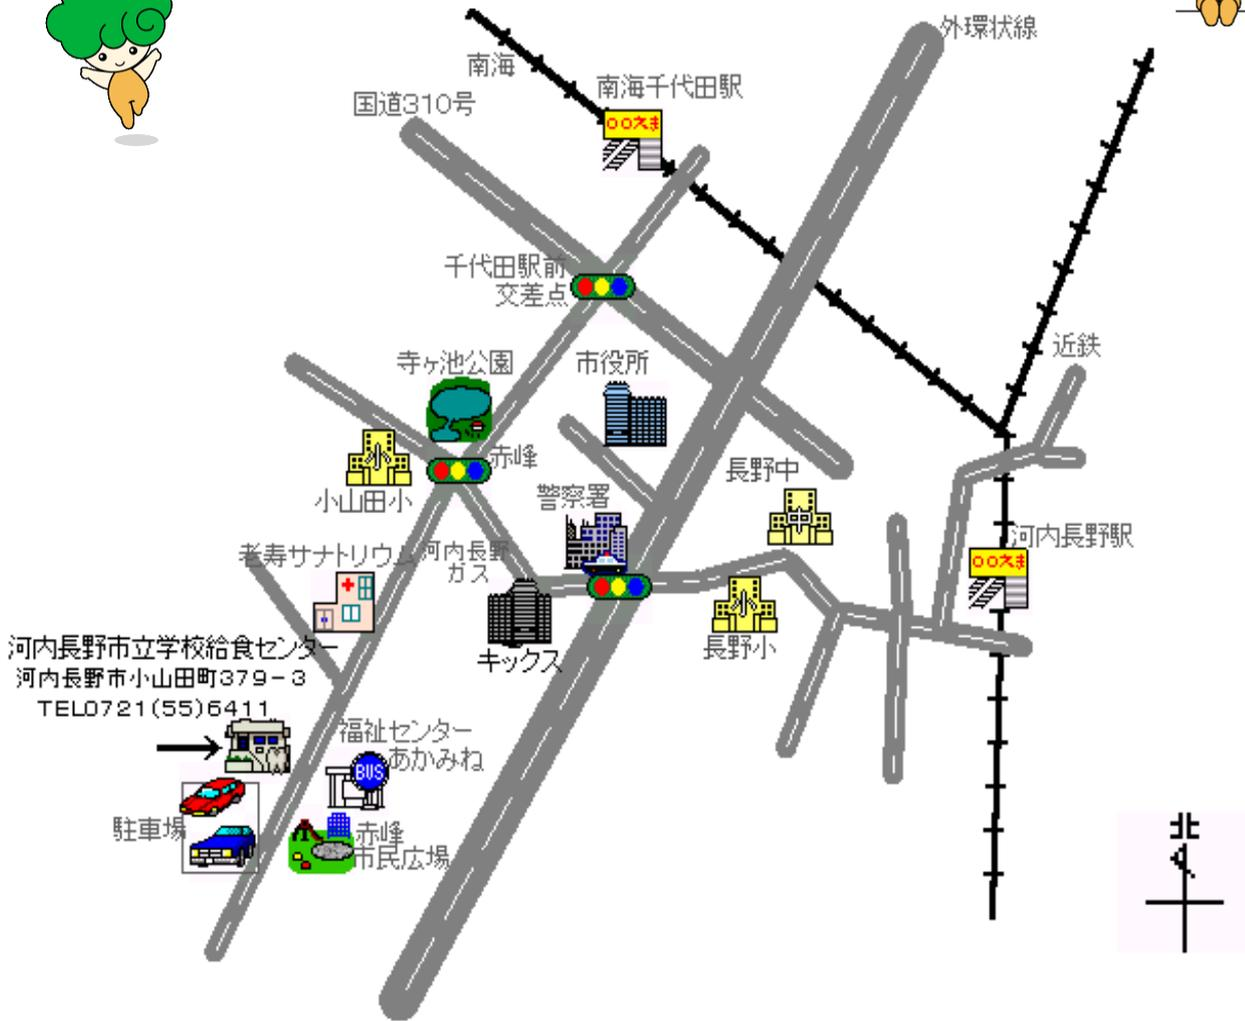 外環状線
南海
南海千代田駅
国道310号
○○えき
千代田駅前
交差点
近鉄
寺ヶ池公園
市役所
赤峰
小
小山田小
長野中
警察署
中
河内長野駅
老寿サナトリウム
河内長野
ガス
○○えき
小
長野小
河内長野市立学校給食センター
キックス
河内長野市小山田町379-3
TEL0721(55)6411
福祉センター
あかみね
BUS
駐車場
赤峰
市民広場
北